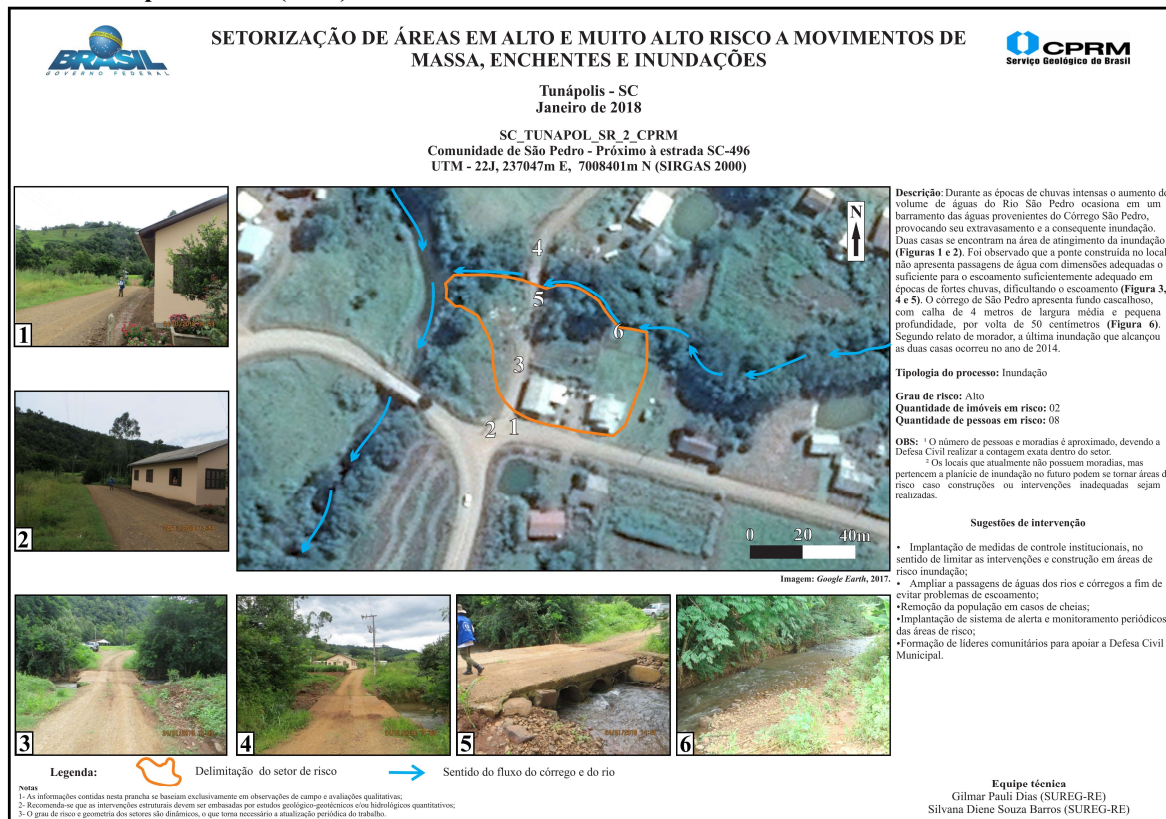 BRASIL
GOVERNO FEDERAL
SETORIZAÇÃO DE ÁREAS EM ALTO E MUITO ALTO RISCO A MOVIMENTOS DE
MASSA, ENCHENTES E INUNDAÇÕES
CPRM
Serviço Geológico do Brasil
Tunápolis - SC
Janeiro de 2018
SC_TUNAPOL_SR_2_CPRM
Comunidade de São Pedro - Próximo à estrada SC-496
UTM - 22J, 237047m E, 7008401m N (SIRGAS 2000)
1
2
N
4
5
6
3
2
1
0 20 40m
Imagem: Google Earth, 2017.
Descrição: Durante as épocas de chuvas intensas o aumento do
volume de águas do Rio São Pedro ocasiona em um
barramento das águas provenientes do Córrego São Pedro,
provocando seu extravasamento e a consequente inundação.
Duas casas se encontram na área de atingimento da inundação
(Figuras 1 e 2). Foi observado que a ponte construída no local
não apresenta passagens de água com dimensões adequadas o
suficiente para o escoamento suficientemente adequado em
épocas de fortes chuvas, dificultando o escoamento (Figura 3,
4 e 5). O córrego de São Pedro apresenta fundo cascalhoso,
com calha de 4 metros de largura média e pequena
profundidade, por volta de 50 centímetros (Figura 6).
Segundo relato de morador, a última inundação que alcançou
as duas casas ocorreu no ano de 2014.
Tipologia do processo: Inundação
Grau de risco: Alto
Quantidade de imóveis em risco: 02
Quantidade de pessoas em risco: 08
OBS: ¹ O número de pessoas e moradias é aproximado, devendo a
Defesa Civil realizar a contagem exata dentro do setor.
² Os locais que atualmente não possuem moradias, mas
pertencem a planície de inundação no futuro podem se tornar áreas d
risco caso construções ou intervenções inadequadas sejam
realizadas.
Sugestões de intervenção
• Implantação de medidas de controle institucionais, no
sentido de limitar as intervenções e construção em áreas de
risco inundação;
• Ampliar a passagens de águas dos rios e córregos a fim de
evitar problemas de escoamento;
•Remoção da população em casos de cheias;
•Implantação de sistema de alerta e monitoramento periódicos
das áreas de risco;
•Formação de líderes comunitários para apoiar a Defesa Civil
Municipal.
3
4
5
6
Legenda:
Delimitação do setor de risco
Sentido do fluxo do córrego e do rio
Notas
1- As informações contidas nesta prancha se baseiam exclusivamente em observações de campo e avaliações qualitativas;
2- Recomenda-se que as intervenções estruturais devem ser embasadas por estudos geológico-geotécnicos e/ou hidrológicos quantitativos;
3- O grau de risco e geometria dos setores são dinâmicos, o que torna necessário a atualização periódica do trabalho.
Equipe técnica
Gilmar Pauli Dias (SUREG-RE)
Silvana Diene Souza Barros (SUREG-RE)